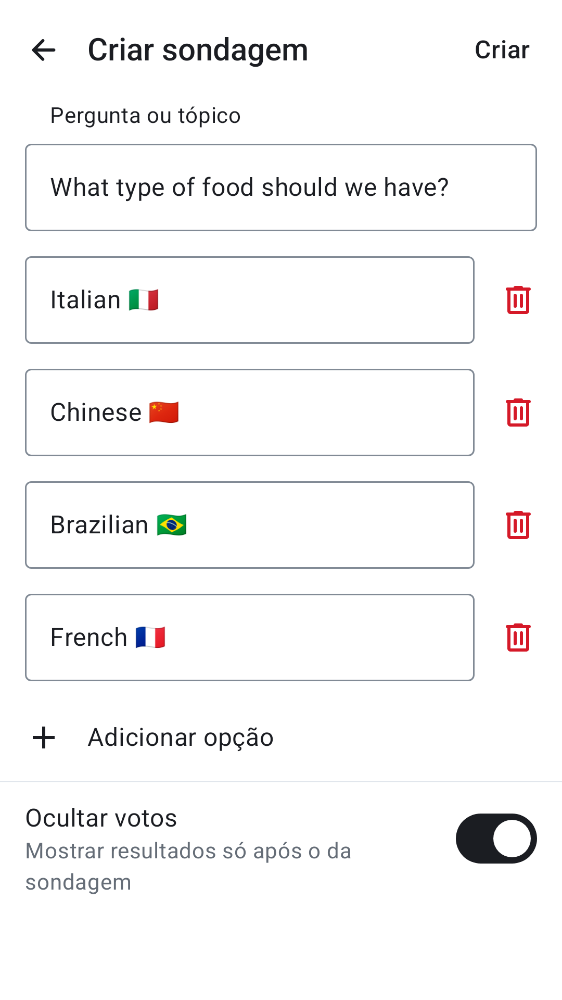 Criar sondagem
Criar
Pergunta ou tópico
What type of food should we have?
Italian 🇮🇹
Chinese 🇨🇳
Brazilian 🇧🇷
French 🇫🇷
Adicionar opção
Ocultar votos
Mostrar resultados só após o da
sondagem